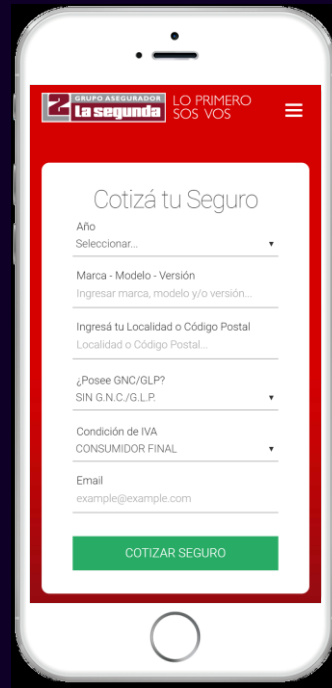 GRUPO ASEGURADOR
La segunda
LO PRIMERO
SOS VOS
Cotizá tu Seguro
Año
Seleccionar...
Marca - Modelo - Versión
Ingresar marca, modelo y/o versión...
Ingresá tu Localidad o Código Postal
Localidad o Código Postal...
¿Posee GNC/GLP?
SIN G.N.C./G.L.P.
Condición de IVA
CONSUMIDOR FINAL
Email
example@example.com
COTIZAR SEGURO